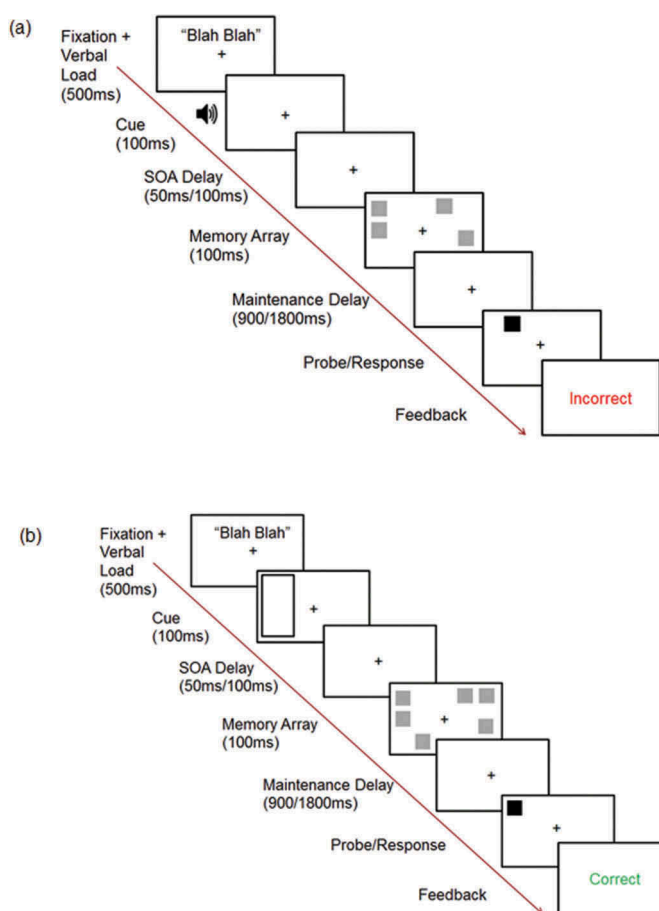 (a)
Fixation +
Verbal
Load
(500ms)
"Blah Blah"
+
Cue
(100ms)
+
SOA Delay
(50ms/100ms)
+
Memory Array
(100ms)
+
Maintenance Delay
(900/1800ms)
+
Probe/Response
+
Feedback
Incorrect
(b)
Fixation +
Verbal
Load
(500ms)
"Blah Blah"
+
Cue
(100ms)
+
SOA Delay
(50ms/100ms)
+
Memory Array
(100ms)
+
Maintenance Delay
(900/1800ms)
+
Probe/Response
+
Feedback
Correct